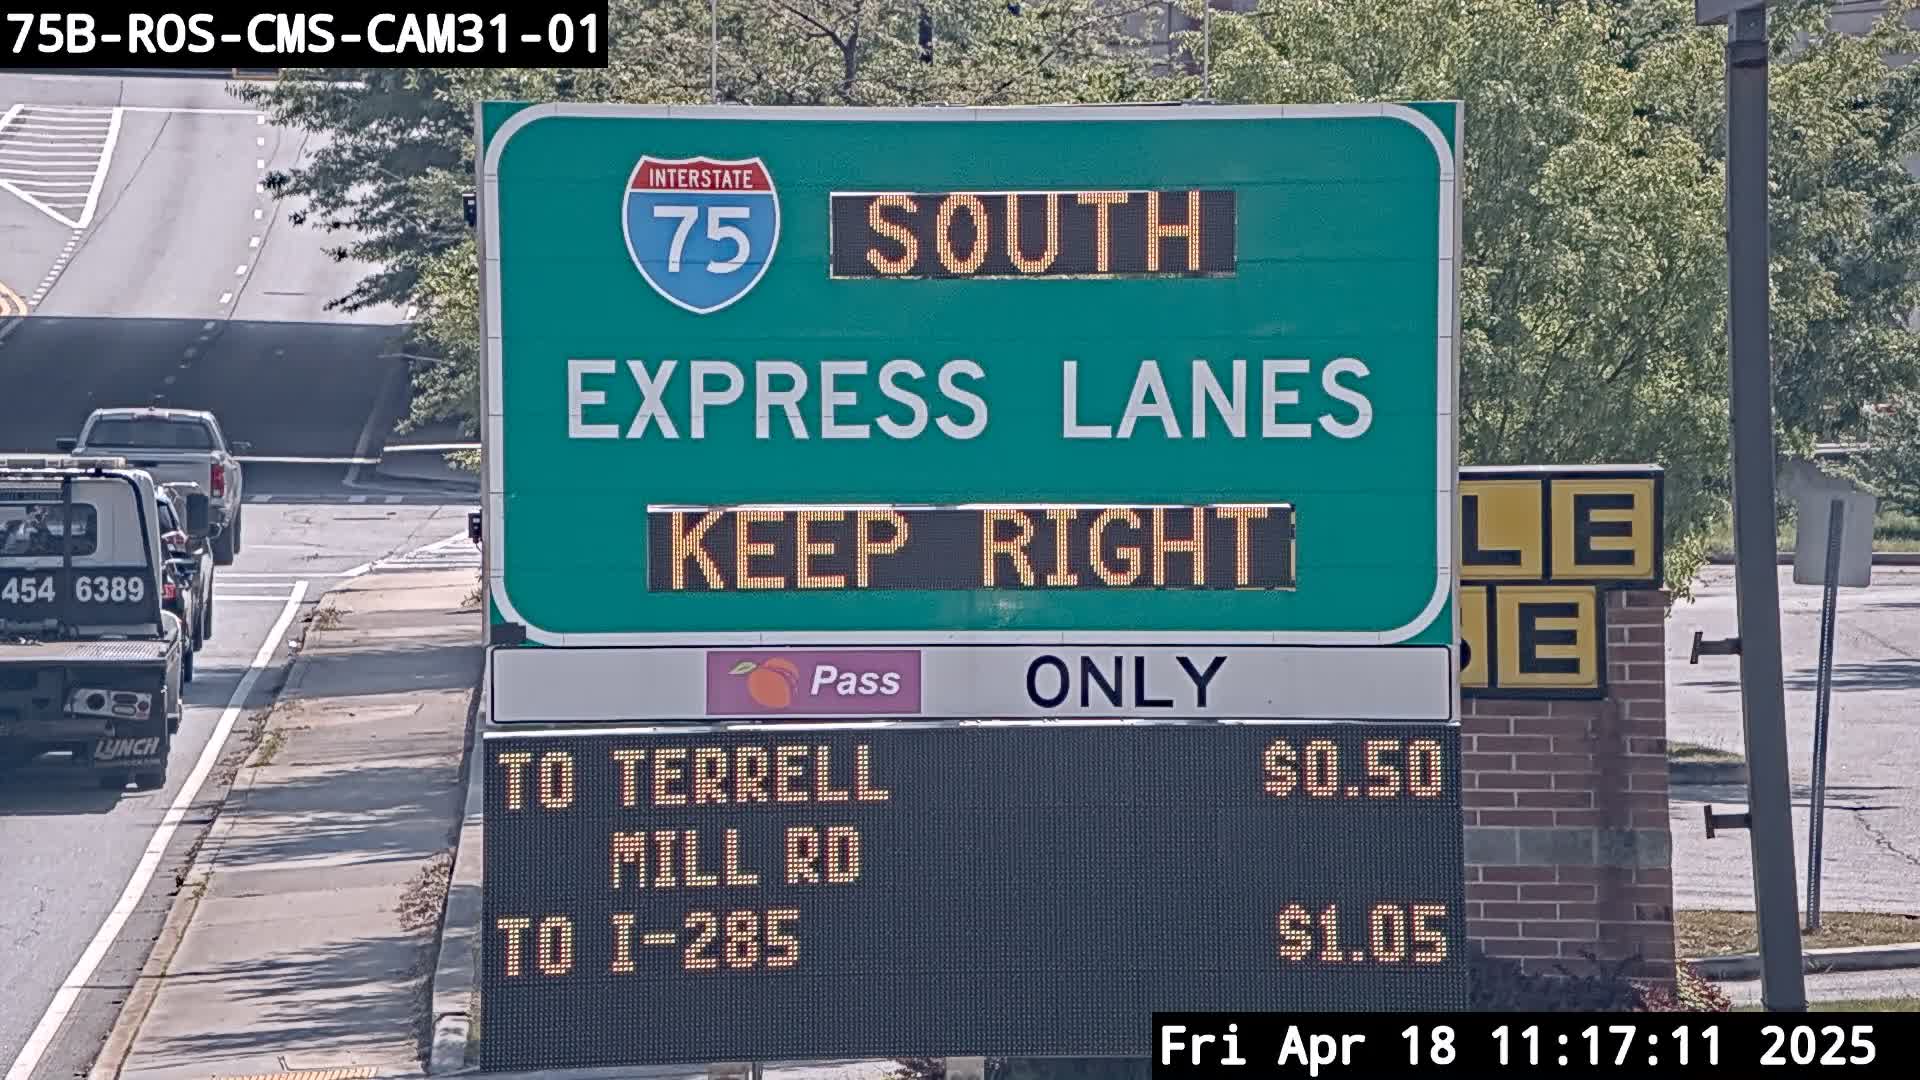 75B-ROS-CMS-CAM31-01
INTERSTATE
75
SOUTH
EXPRESS LANES
KEEP RIGHT
Pass ONLY
TO TERRELL $0.50
MILL RD
TO I-285 $1.05
LE
E
454 6389
LYNCH
Fri Apr 18 11:17:11 2025